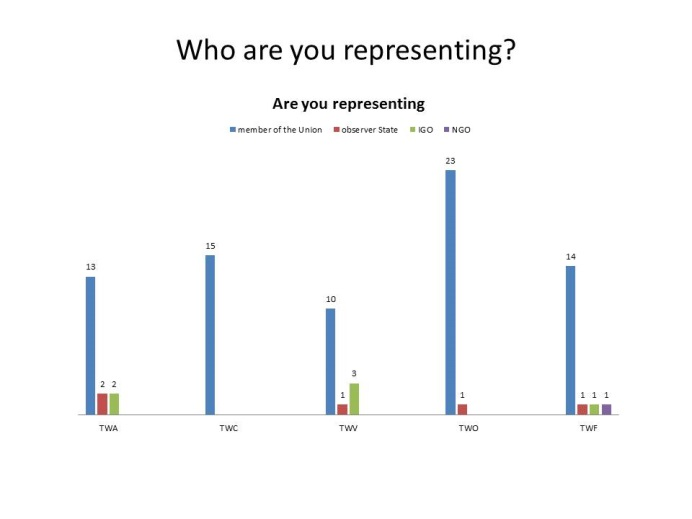 Who are you representing?
Are you representing
member of the Union observer State IGO NGO
23
15
14
13
10
3
2 2
1
1
1 1 1
TWA TWC TWV TWO TWF